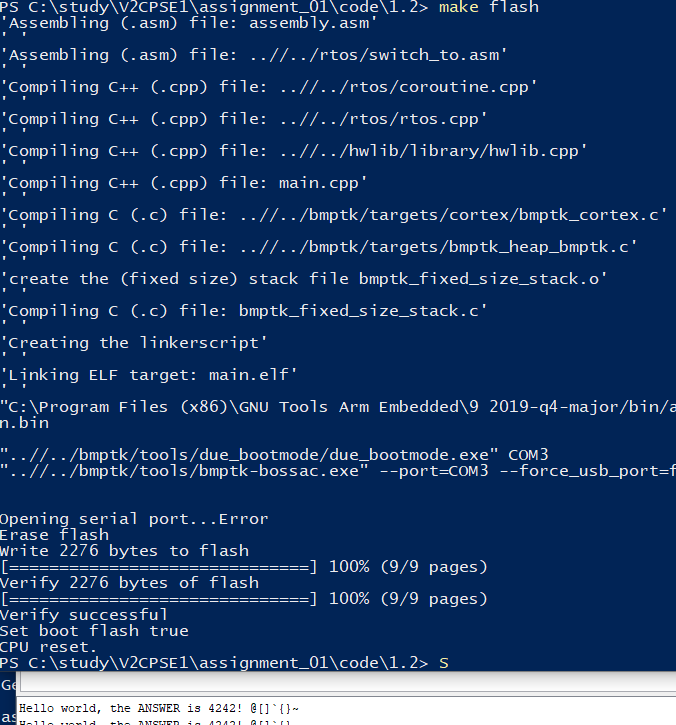 PS C:\study\V2CPSE1\assignment_01\code\1.2> make flash
'Assembling (.asm) file: assembly.asm'
' '
'Assembling (.asm) file: ..//../rtos/switch_to.asm'
' '
'Compiling C++ (.cpp) file: ..//../rtos/coroutine.cpp'
' '
'Compiling C++ (.cpp) file: ..//../rtos/rtos.cpp'
' '
'Compiling C++ (.cpp) file: ..//../hwlib/library/hwlib.cpp'
' '
'Compiling C++ (.cpp) file: main.cpp'
' '
'Compiling C (.c) file: ..//../bmptk/targets/cortex/bmptk_cortex.c'
' '
'Compiling C (.c) file: ..//../bmptk/targets/bmptk_heap_bmptk.c'
' '
'create the (fixed size) stack file bmptk_fixed_size_stack.o'
' '
'Compiling C (.c) file: bmptk_fixed_size_stack.c'
' '
'Creating the linkerscript'
' '
'Linking ELF target: main.elf'
' '
"C:\Program Files (x86)\GNU Tools Arm Embedded\9 2019-q4-major/bin/a
n.bin
"..//../bmptk/tools/due_bootmode/due_bootmode.exe" COM3
"..//../bmptk/tools/bmptk-bossac.exe" --port=COM3 --force_usb_port=f
Opening serial port...Error
Erase flash
Write 2276 bytes to flash
[==============================] 100% (9/9 pages)
Verify 2276 bytes of flash
[==============================] 100% (9/9 pages)
Verify successful
Set boot flash true
CPU reset.
PS C:\study\V2CPSE1\assignment_01\code\1.2> S
Ge
Hello world, the ANSWER is 4242! @[]`{}~
as
Hello world, the ANSWER is 4242! @[]`{}~